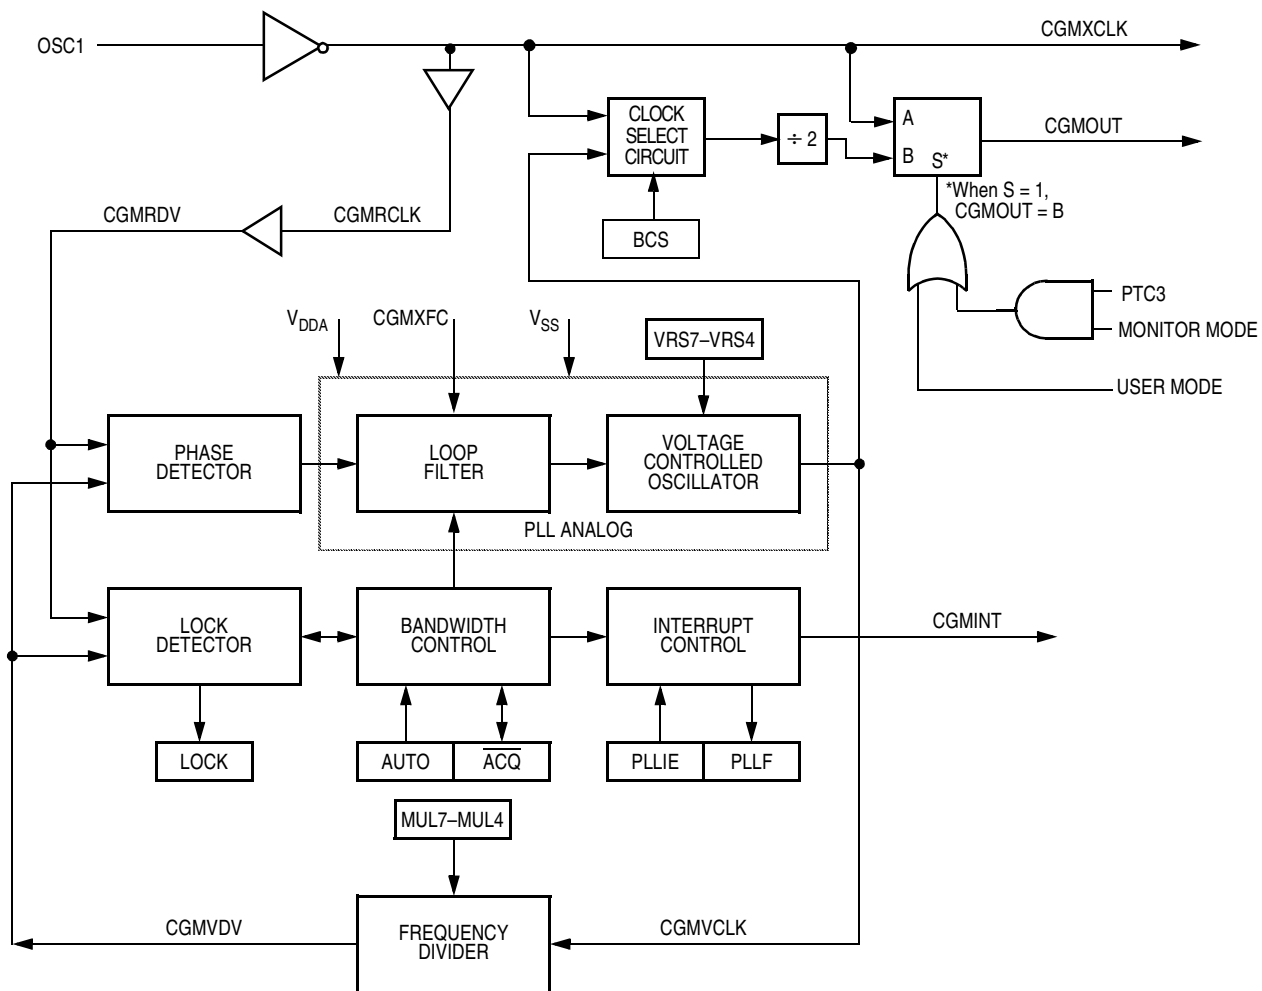 OSC1
CGMXCLK
CLOCK
SELECT
CIRCUIT
÷ 2
A
B
S*
CGMOUT
*When S = 1,
CGMOUT = B
CGMRDV
CGMRCLK
BCS
PTC3
MONITOR MODE
USER MODE
VDDA
CGMXFC
VSS
VRS7–VRS4
PHASE
DETECTOR
LOOP
FILTER
VOLTAGE
CONTROLLED
OSCILLATOR
PLL ANALOG
LOCK
DETECTOR
BANDWIDTH
CONTROL
INTERRUPT
CONTROL
CGMINT
LOCK
AUTO
ACQ
PLLIE
PLLF
MUL7–MUL4
CGMVDV
FREQUENCY
DIVIDER
CGMVCLK